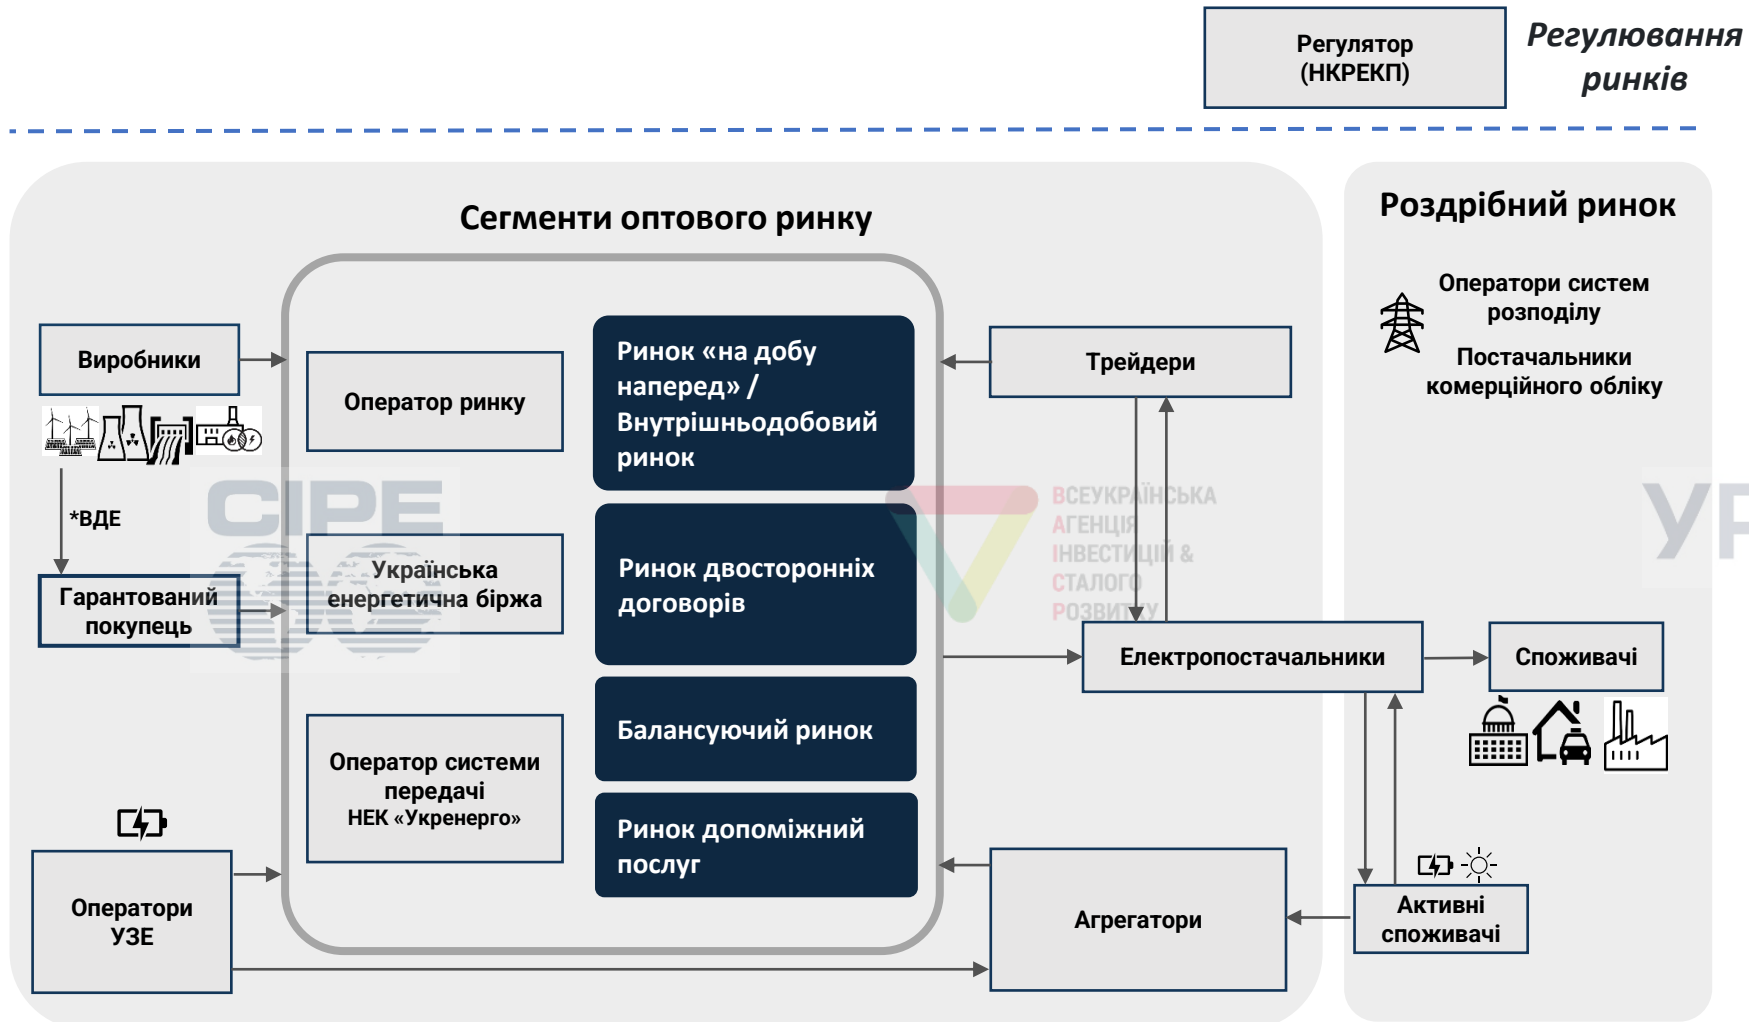 Регулятор
(НКРЕКП)
Регулювання
ринків
Сегменти оптового ринку
Роздрібний ринок
Оператори систем
розподілу
Постачальники
комерційного обліку
Виробники
*ВДЕ
Гарантований
покупець
Оператори
УЗЕ
Оператор ринку
Українська
енергетична біржа
Оператор системи
передачі
НЕК «Укренерго»
Ринок «на добу
наперед» /
Внутрішньодобовий
ринок
Ринок двосторонніх
договорів
Балансуючий ринок
Ринок допоміжний
послуг
Трейдери
Електропостачальники
Споживачі
Агрегатори
Активні
споживачі
CIPE
ВСЕУКРАЇНСЬКА
АГЕНЦІЯ
ІНВЕСТИЦІЙ &
СТАЛОГО
РОЗВИТКУ
УР